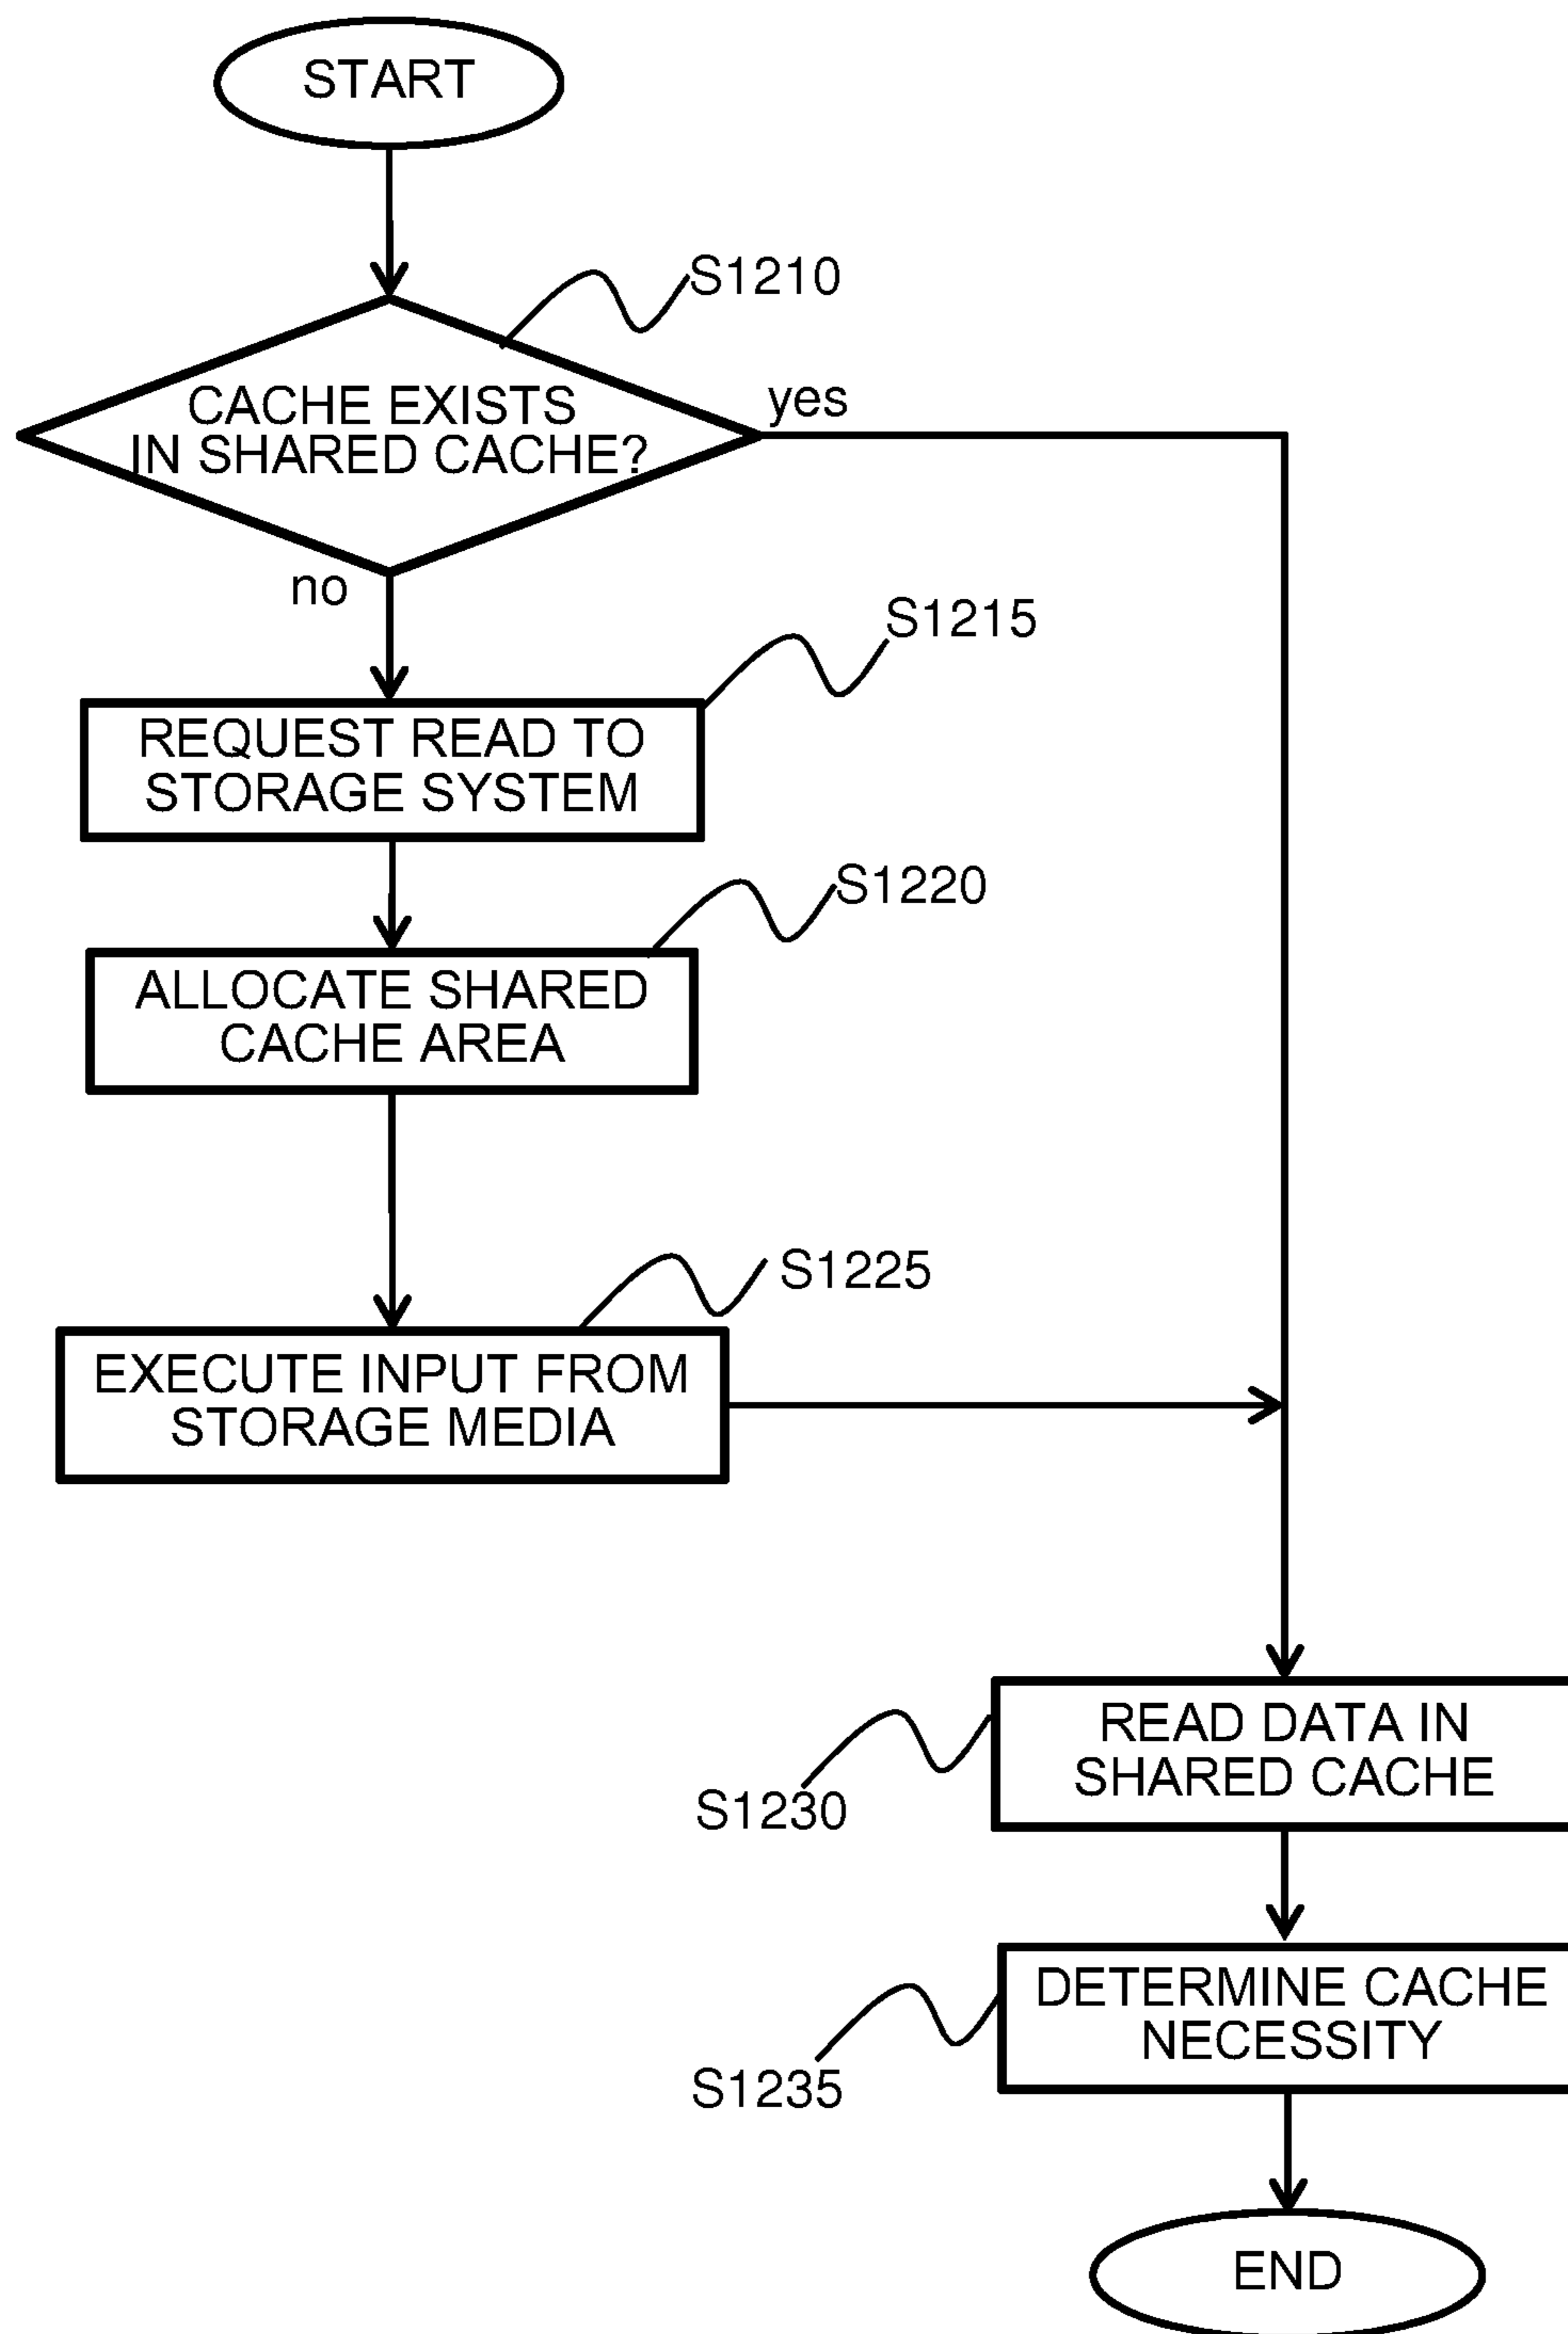 START
S1210
CACHE EXISTS
IN SHARED CACHE?
yes
no
S1215
REQUEST READ TO
STORAGE SYSTEM
S1220
ALLOCATE SHARED
CACHE AREA
S1225
EXECUTE INPUT FROM
STORAGE MEDIA
READ DATA IN
SHARED CACHE
S1230
DETERMINE CACHE
NECESSITY
S1235
END